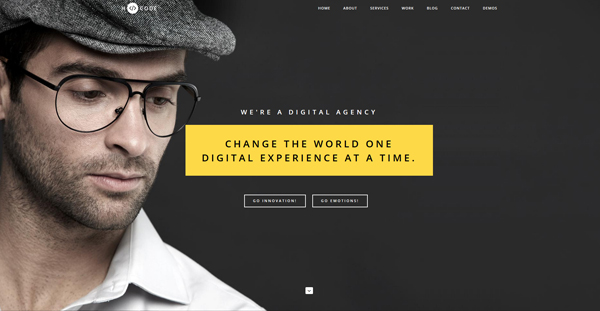 H </> CODE
HOME ABOUT SERVICES WORK BLOG CONTACT DEMOS
WE'RE A DIGITAL AGENCY
CHANGE THE WORLD ONE
DIGITAL EXPERIENCE AT A TIME.
GO INNOVATION! GO EMOTIONS!